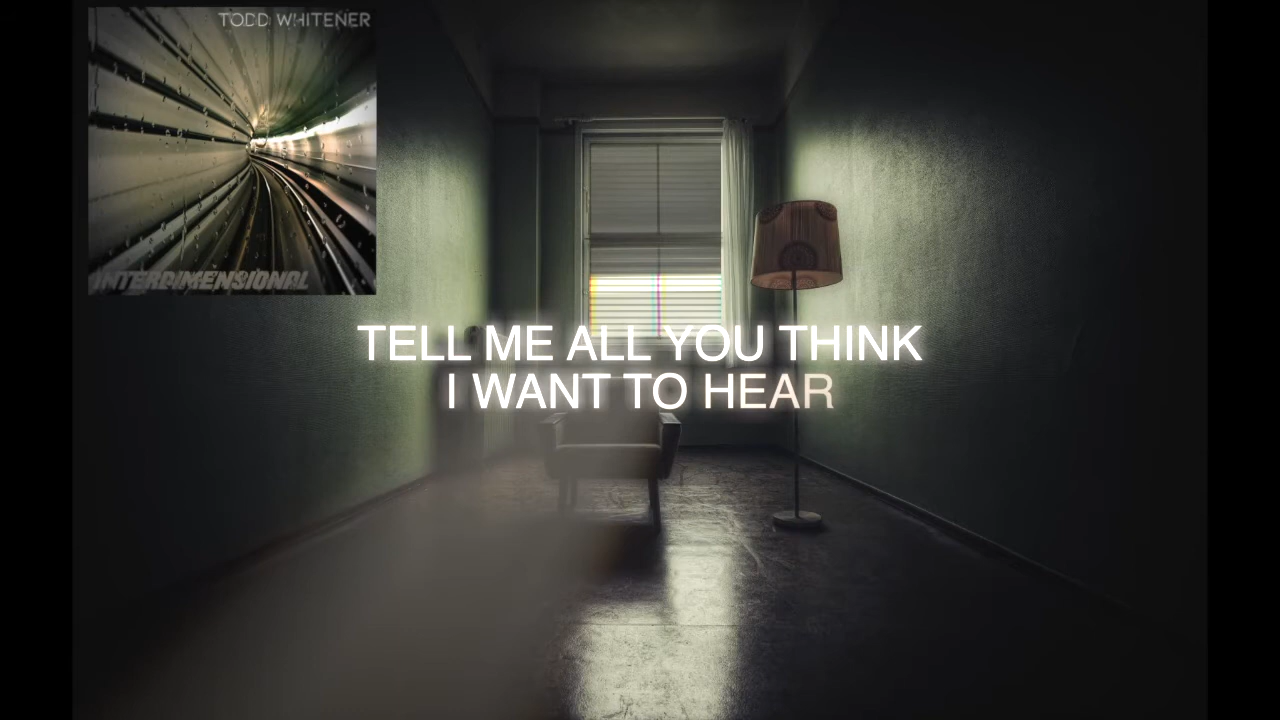 TODD WHITENER
INTERDIMENSIONAL
TELL ME ALL YOU THINK
I WANT TO HEAR